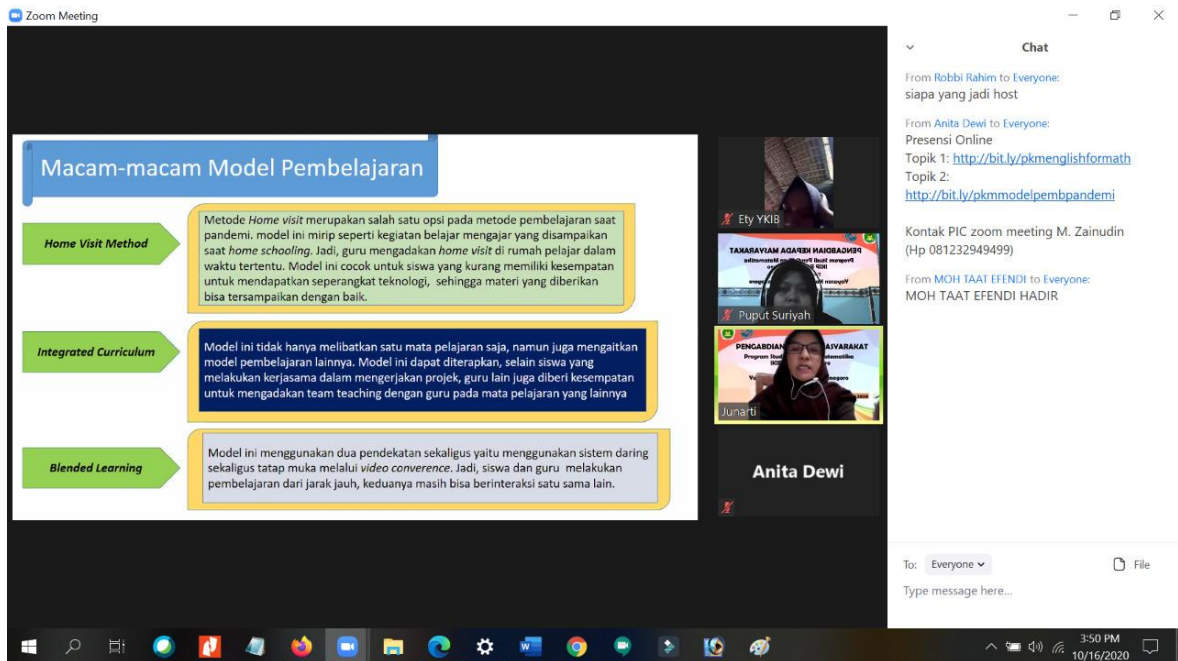 Zoom Meeting
Macam-macam Model Pembelajaran
Home Visit Method
Metode Home visit merupakan salah satu opsi pada metode pembelajaran saat
pandemi. model ini mirip seperti kegiatan belajar mengajar yang disampaikan
saat home schooling. Jadi, guru mengadakan home visit di rumah pelajar dalam
waktu tertentu. Model ini cocok untuk siswa yang kurang memiliki kesempatan
untuk mendapatkan seperangkat teknologi, sehingga materi yang diberikan
bisa tersampaikan dengan baik.
Integrated Curriculum
Model ini tidak hanya melibatkan satu mata pelajaran saja, namun juga mengaitkan
model pembelajaran lainnya. Model ini dapat diterapkan, selain siswa yang
melakukan kerjasama dalam mengerjakan projek, guru lain juga diberi kesempatan
untuk mengadakan team teaching dengan guru pada mata pelajaran yang lainnya
Blended Learning
Model ini menggunakan dua pendekatan sekaligus yaitu menggunakan sistem daring
sekaligus tatap muka melalui video converence. Jadi, siswa dan guru melakukan
pembelajaran dari jarak jauh, keduanya masih bisa berinteraksi satu sama lain.
Ety YKIB
PENGABDIAN KEPADA MASYARAKAT
Puput Suriyah
PENGABDIAN
SYARAKAT
Program
Junarti
Anita Dewi
Chat
From Robbi Rahim to Everyone:
siapa yang jadi host
From Anita Dewi to Everyone:
Presensi Online
Topik 1: http://bit.ly/pkmenglishformath
Topik 2:
http://bit.ly/pkmmodelpembpandemi
Kontak PIC zoom meeting M. Zainudin
(Hp 081232949499)
From MOH TAAT EFENDI to Everyone:
MOH TAAT EFENDI HADIR
To: Everyone
File
Type message here...
3:50 PM
10/16/2020